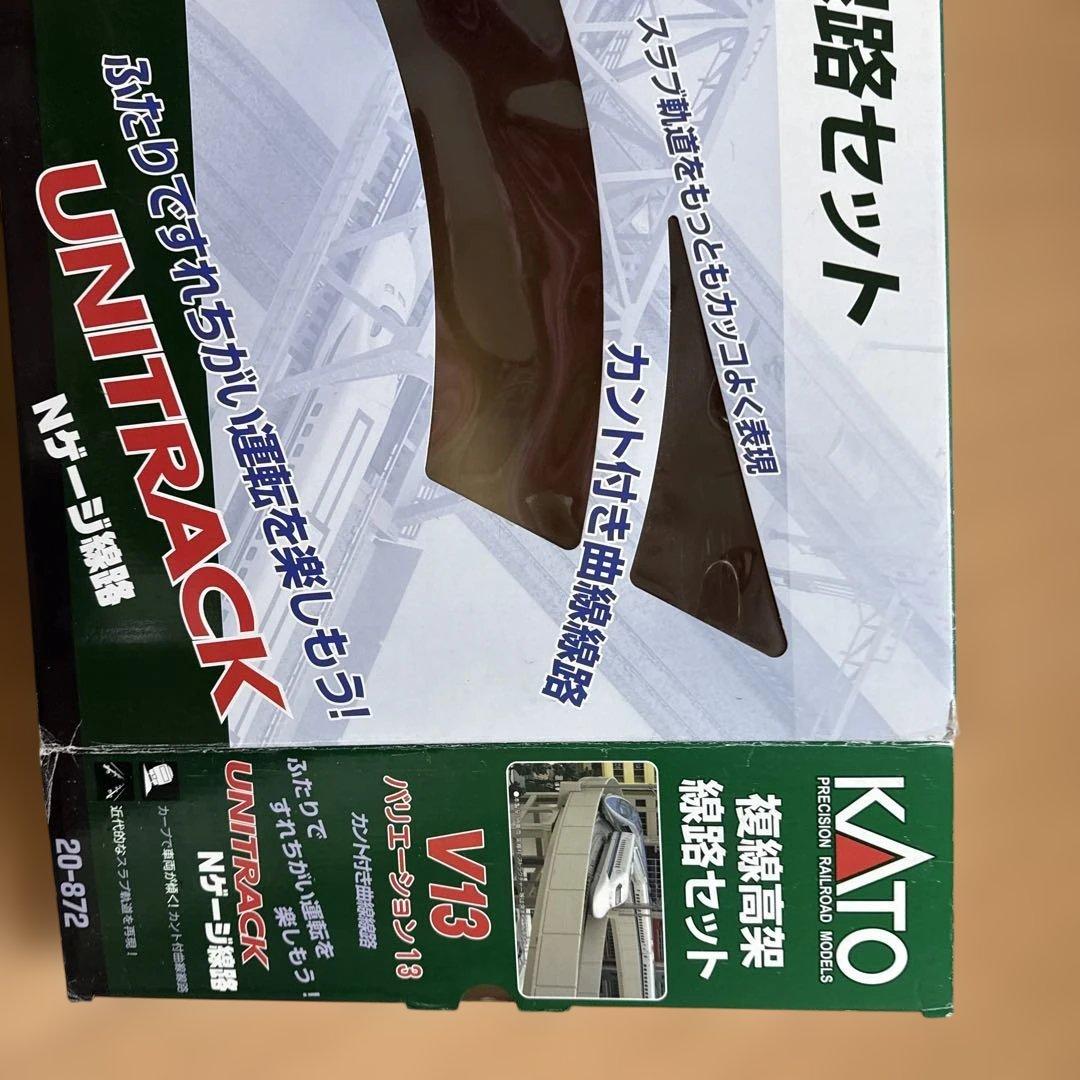 路セット
スラブ軌道をもっともカッコよく表現
カント付き曲線線路
ふたりですれちがい運転を楽しもう!
UNITRACK
Nゲージ線路
KATO
PRECISION RAILROAD MODELS
複線高架
線路セット
V13
バリエーション13
カント付き曲線線路
ふたりで
すれちがい運転を
楽しもう!
UNITRACK
Nゲージ線路
カーブで車両が傾く!カント付曲線線路
近代的なスラブ軌道を再現!
20-872